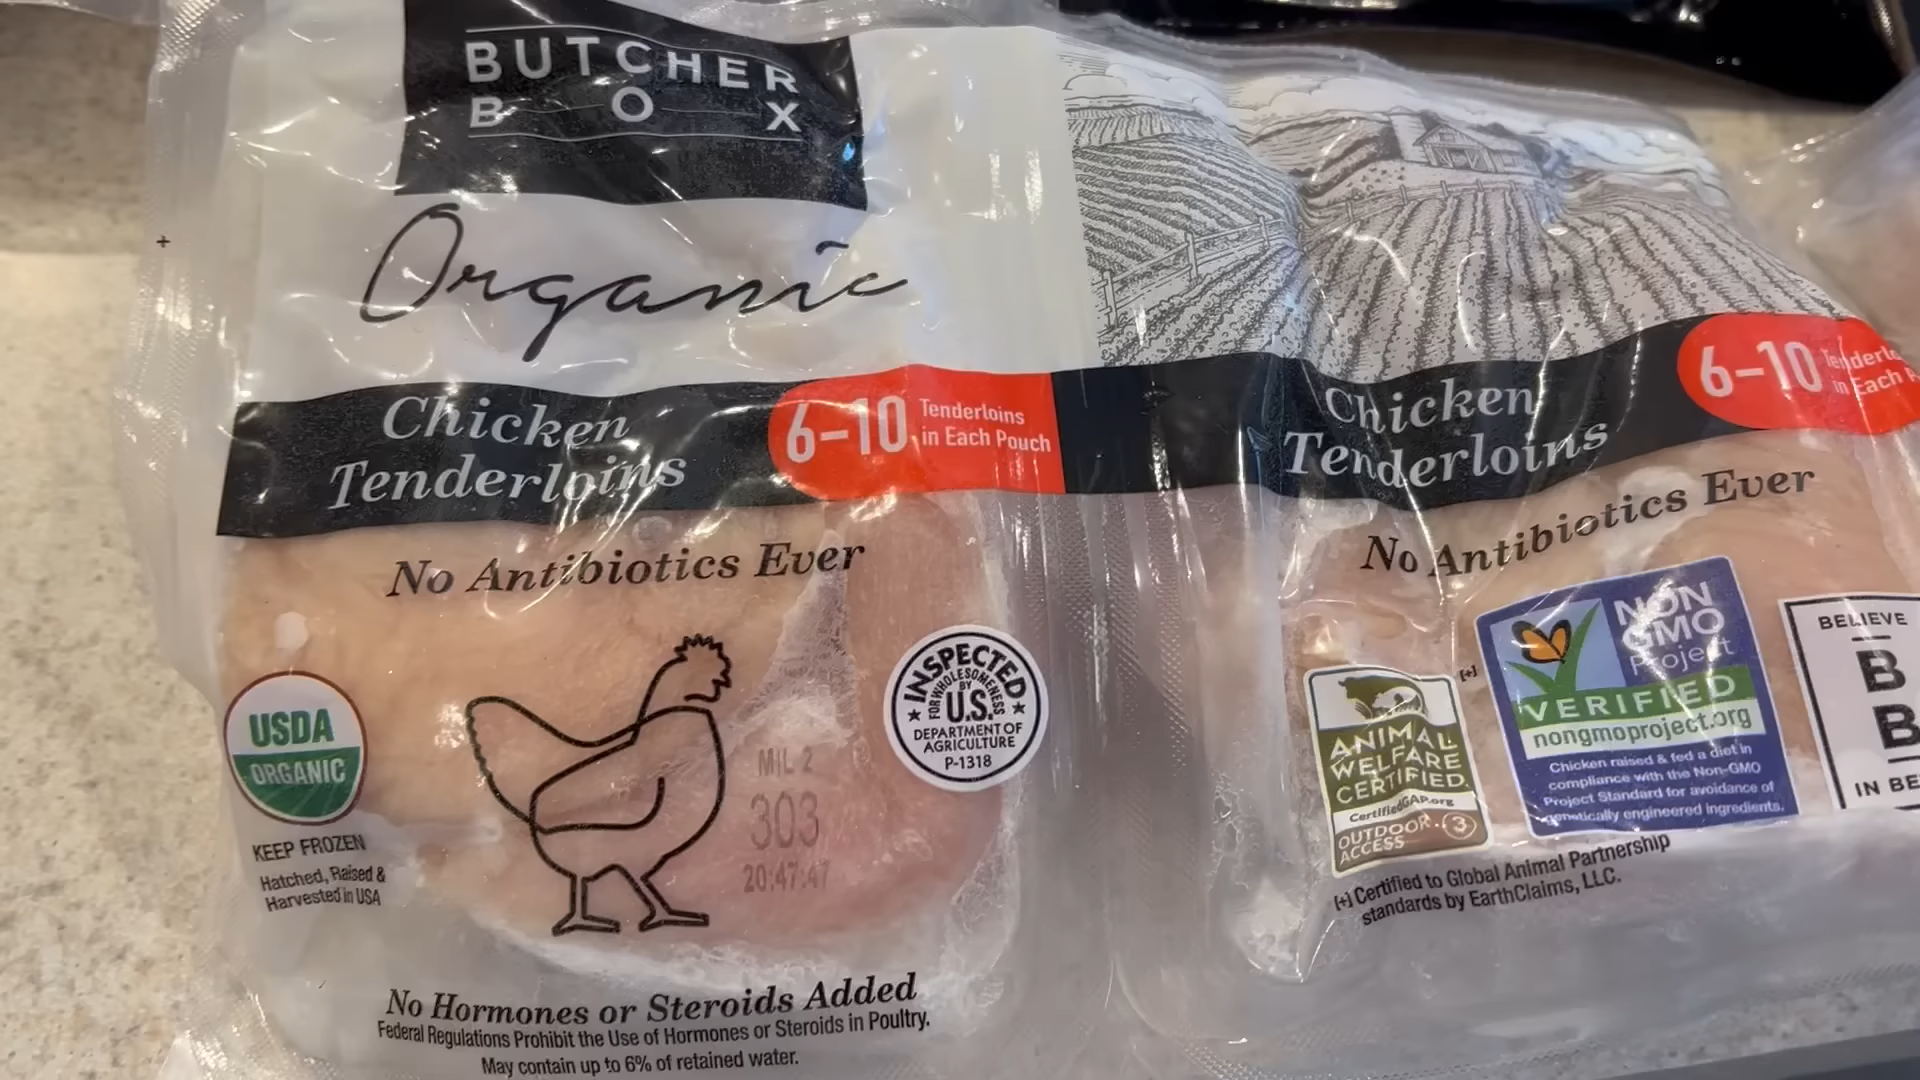 BUTCHER
BOX
Organic
Chicken
Tenderloins
6-10 Tenderloins
in Each Pouch
No Antibiotics Ever
USDA
ORGANIC
KEEP FROZEN
Hatched, Raised &
Harvested in USA
MIL 2
303
20:47:47
INSPECTED
FOR WHOLESOMENESS
BY
U.S.
DEPARTMENT OF
AGRICULTURE
P-1318
No Hormones or Steroids Added
Federal Regulations Prohibit the Use of Hormones or Steroids in Poultry.
May contain up to 6% of retained water.
Chicken
Tenderloins
6-10
in Each
No Antibiotics Ever
ANIMAL
WELFARE
CERTIFIED.
CertifiedGAP.org
OUTDOOR 3
ACCESS
[+]
NON
GMO
Project
VERIFIED
nongmoproject.org
Chicken raised & fed a diet in
compliance with the Non-GMO
Project Standard for avoidance of
genetically engineered ingredients.
[+] Certified to Global Animal Partnership
standards by EarthClaims, LLC.
BELIEVE
B
B
IN BE